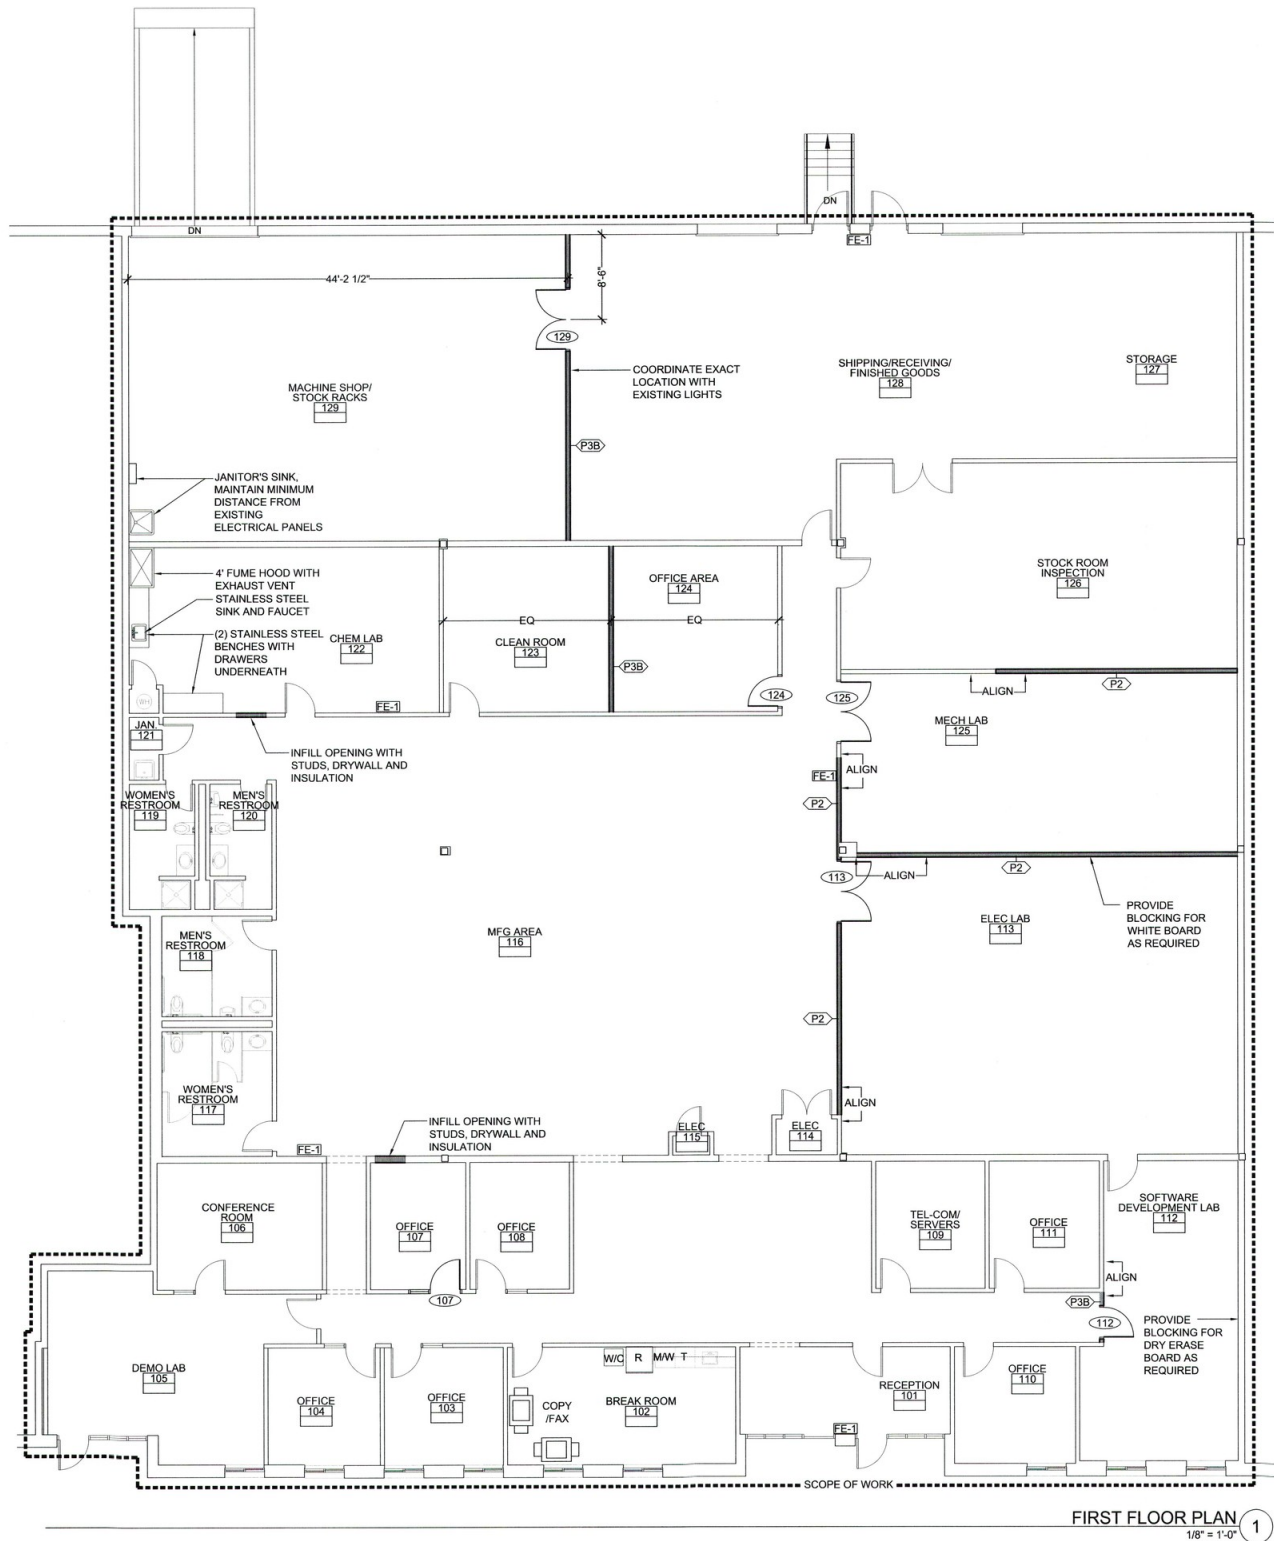 DN
DN
FE-1
44'-2 1/2"
8'-6"
129
COORDINATE EXACT
LOCATION WITH
EXISTING LIGHTS
SHIPPING/RECEIVING/
FINISHED GOODS
128
STORAGE
127
MACHINE SHOP/
STOCK RACKS
129
P3B
JANITOR'S SINK,
MAINTAIN MINIMUM
DISTANCE FROM
EXISTING
ELECTRICAL PANELS
4' FUME HOOD WITH
EXHAUST VENT
STAINLESS STEEL
SINK AND FAUCET
(2) STAINLESS STEEL
BENCHES WITH
DRAWERS
UNDERNEATH
CHEM LAB
122
WH
FE-1
EQ
CLEAN ROOM
123
OFFICE AREA
124
EQ
P3B
124
STOCK ROOM
INSPECTION
126
125
ALIGN
P2
MECH LAB
125
JAN.
121
INFILL OPENING WITH
STUDS, DRYWALL AND
INSULATION
FE-1
ALIGN
P2
WOMEN'S
RESTROOM
119
MEN'S
RESTROOM
120
113
ALIGN
P2
PROVIDE
BLOCKING FOR
WHITE BOARD
AS REQUIRED
ELEC LAB
113
MFG AREA
116
MEN'S
RESTROOM
118
P2
WOMEN'S
RESTROOM
117
ALIGN
FE-1
INFILL OPENING WITH
STUDS, DRYWALL AND
INSULATION
ELEC
115
ELEC
114
CONFERENCE
ROOM
106
OFFICE
107
OFFICE
108
TEL-COM/
SERVERS
109
OFFICE
111
SOFTWARE
DEVELOPMENT LAB
112
ALIGN
107
P3B
112
PROVIDE
BLOCKING FOR
DRY ERASE
BOARD AS
REQUIRED
DEMO LAB
105
OFFICE
104
OFFICE
103
W/C R M/W T
COPY
/FAX
BREAK ROOM
102
RECEPTION
101
FE-1
OFFICE
110
SCOPE OF WORK
FIRST FLOOR PLAN
1/8" = 1'-0"
1